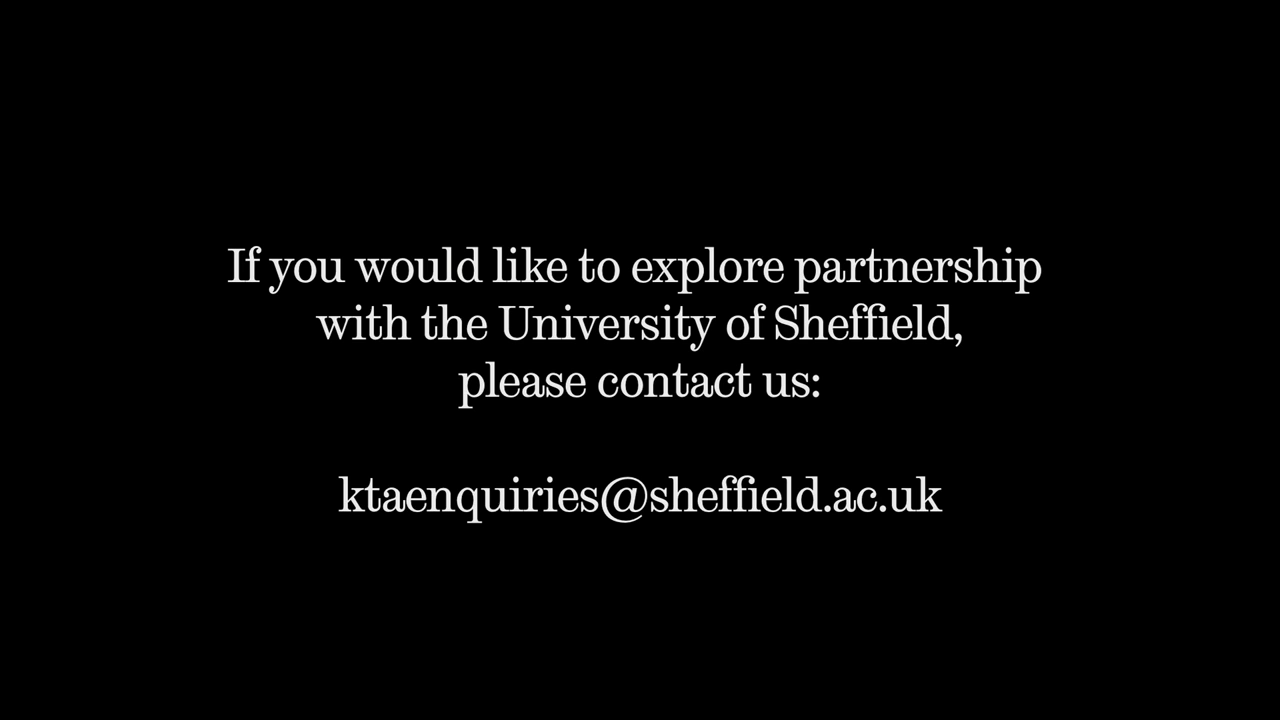 If you would like to explore partnership
with the University of Sheffield,
please contact us:
ktaenquiries@sheffield.ac.uk